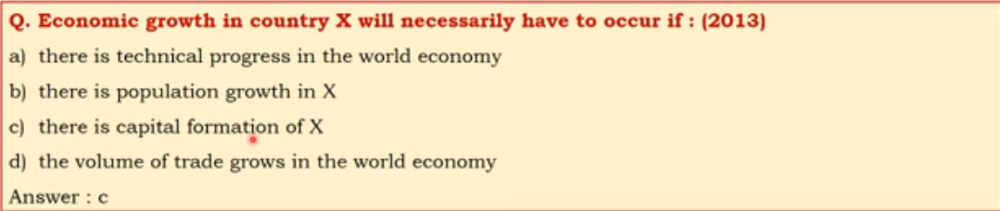 Q. Economic growth in country X will necessarily have to occur if : (2013)
a) there is technical progress in the world economy
b) there is population growth in X
c) there is capital formation of X
d) the volume of trade grows in the world economy
Answer : c